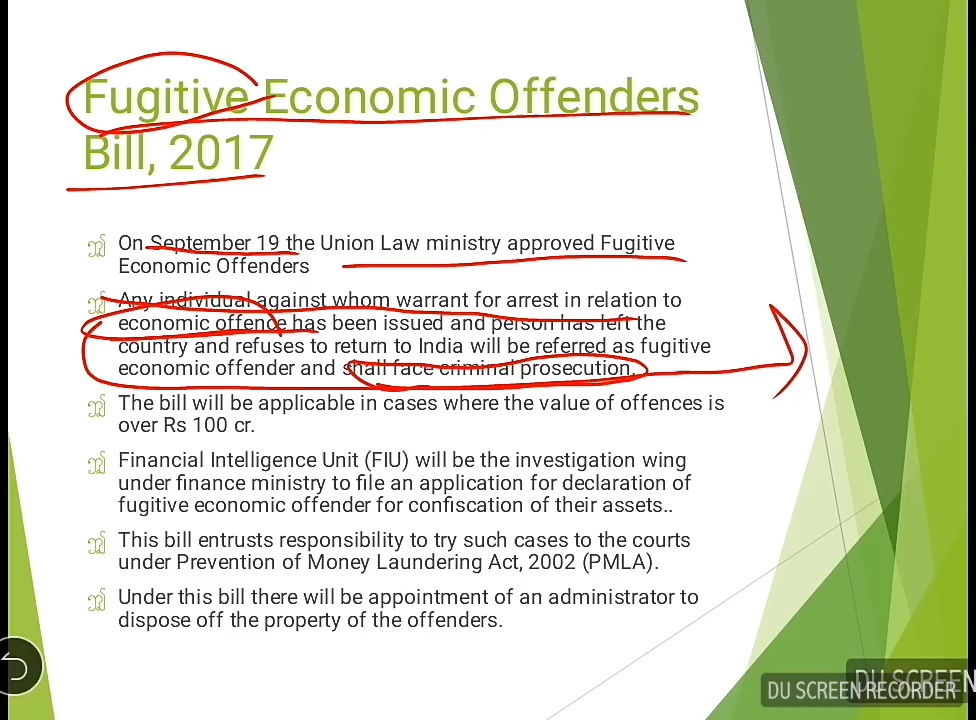 Fugitive Economic Offenders
Bill, 2017
On September 19 the Union Law ministry approved Fugitive
Economic Offenders
Any individual against whom warrant for arrest in relation to
economic offence has been issued and person has left the
country and refuses to return to India will be referred as fugitive
economic offender and shall face criminal prosecution.
The bill will be applicable in cases where the value of offences is
over Rs 100 cr.
Financial Intelligence Unit (FIU) will be the investigation wing
under finance ministry to file an application for declaration of
fugitive economic offender for confiscation of their assets..
This bill entrusts responsibility to try such cases to the courts
under Prevention of Money Laundering Act, 2002 (PMLA).
Under this bill there will be appointment of an administrator to
dispose off the property of the offenders.
DU SCREEN
DU SCREEN RECORDER